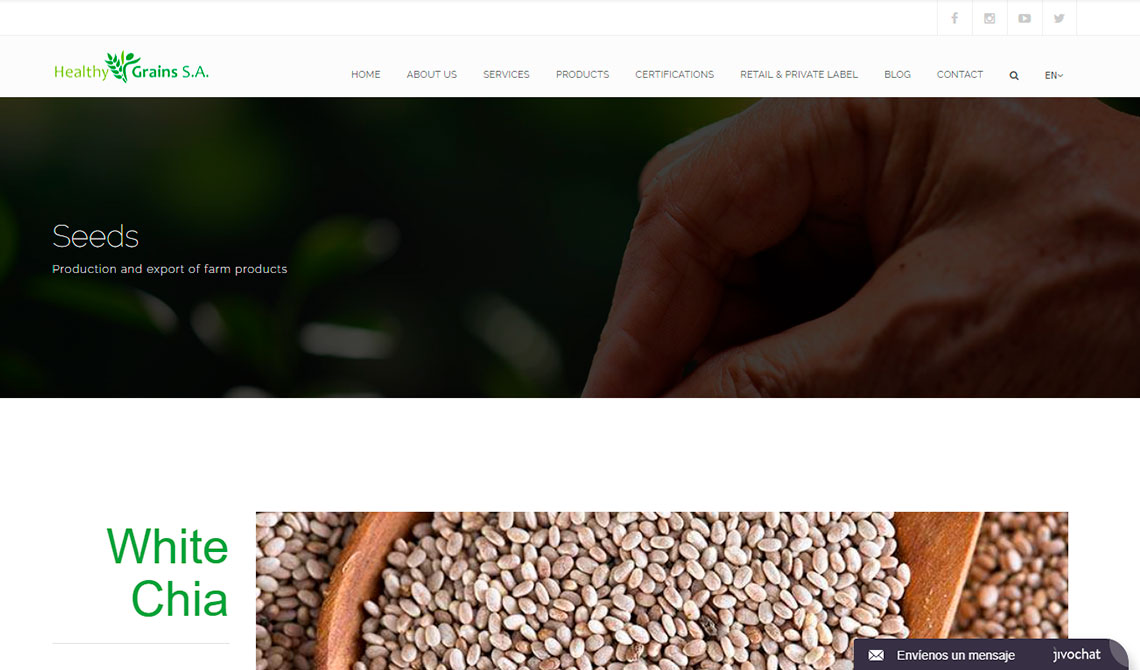 Healthy Grains S.A.
HOME ABOUT US SERVICES PRODUCTS CERTIFICATIONS RETAIL & PRIVATE LABEL BLOG CONTACT EN
Seeds
Production and export of farm products
White
Chia
Envíenos un mensaje jivochat